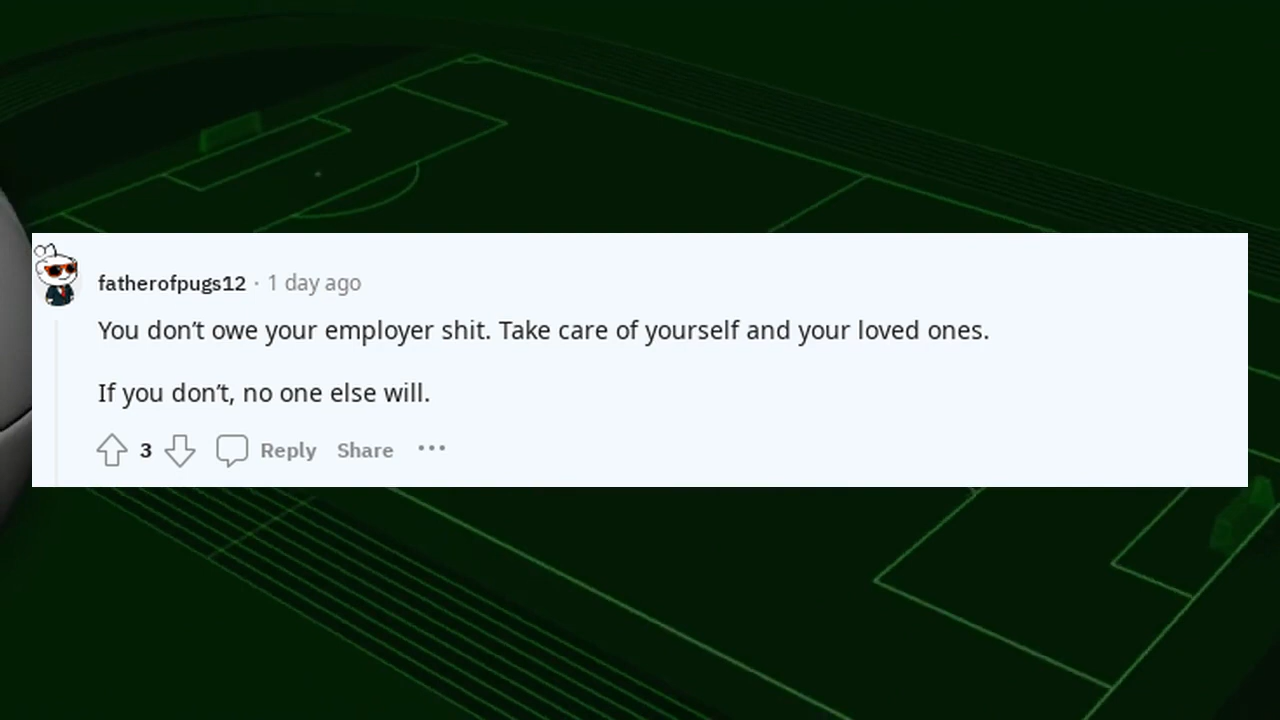 fatherofpugs12 · 1 day ago
You don’t owe your employer shit. Take care of yourself and your loved ones.
If you don’t, no one else will.
3 Reply Share ···